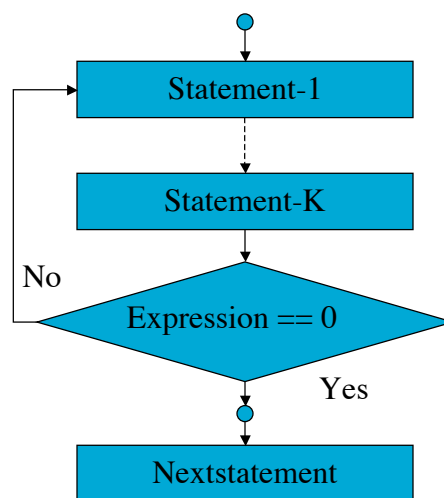 Statement-1
Statement-K
No
Expression == 0
Yes
Nextstatement